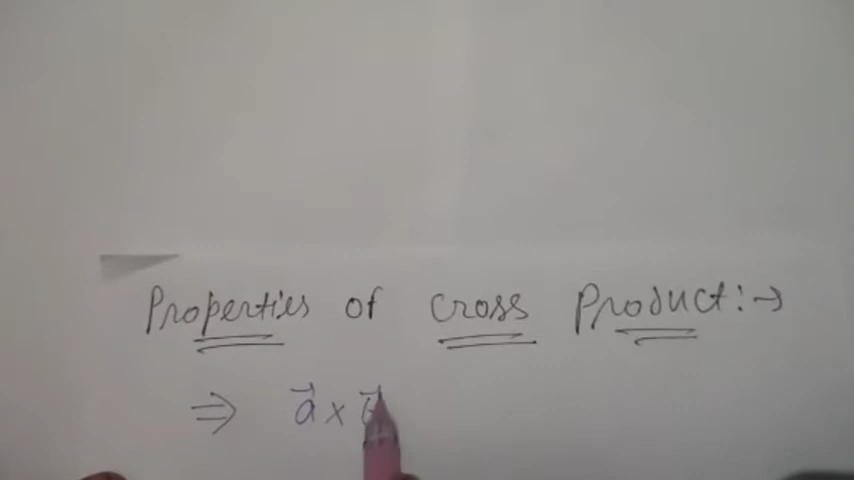 Properties of cross Product:→
⇒ a⃗ ×